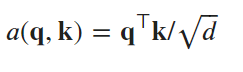 a(q, k) = q⊤k/√d